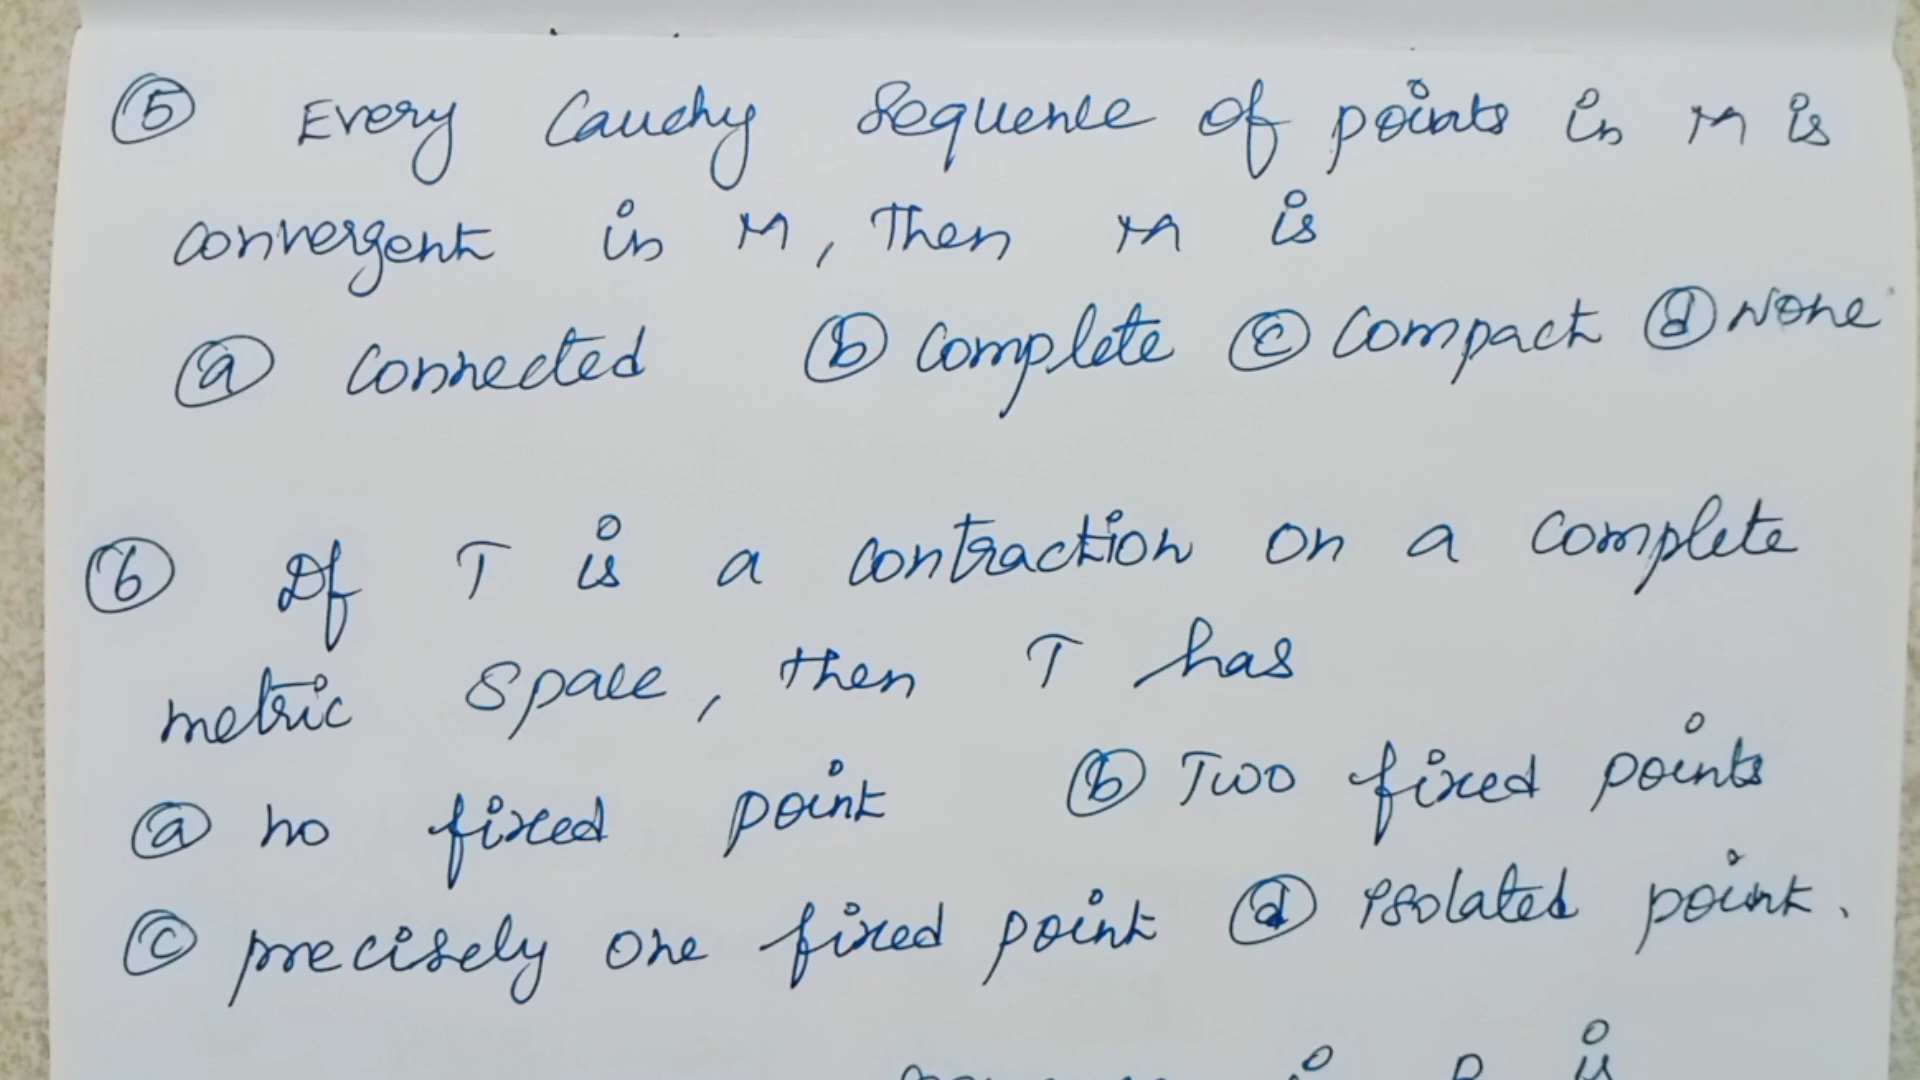 ⑤ Every Cauchy Sequence of points in M is
convergent in M, Then M is
ⓐ connected ⓑ complete ⓒ compact ⓓ None
⑥ If T is a contraction on a complete
metric space, then T has
ⓐ no fixed point ⓑ Two fixed points
ⓒ precisely one fixed point ⓓ isolated point.